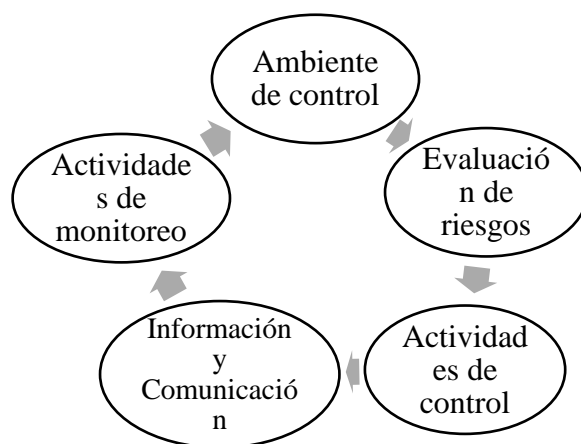 Ambiente
de control
Evaluació
n de
riesgos
Actividad
es de
control
Información
y
Comunicació
n
Actividade
s de
monitoreo